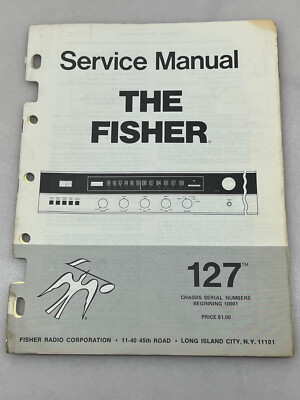 Service Manual
THE
FISHER®
127™
CHASSIS SERIAL NUMBERS
BEGINNING 10001
PRICE $1.00
FISHER RADIO CORPORATION • 11-40 45th ROAD • LONG ISLAND CITY, N.Y. 11101